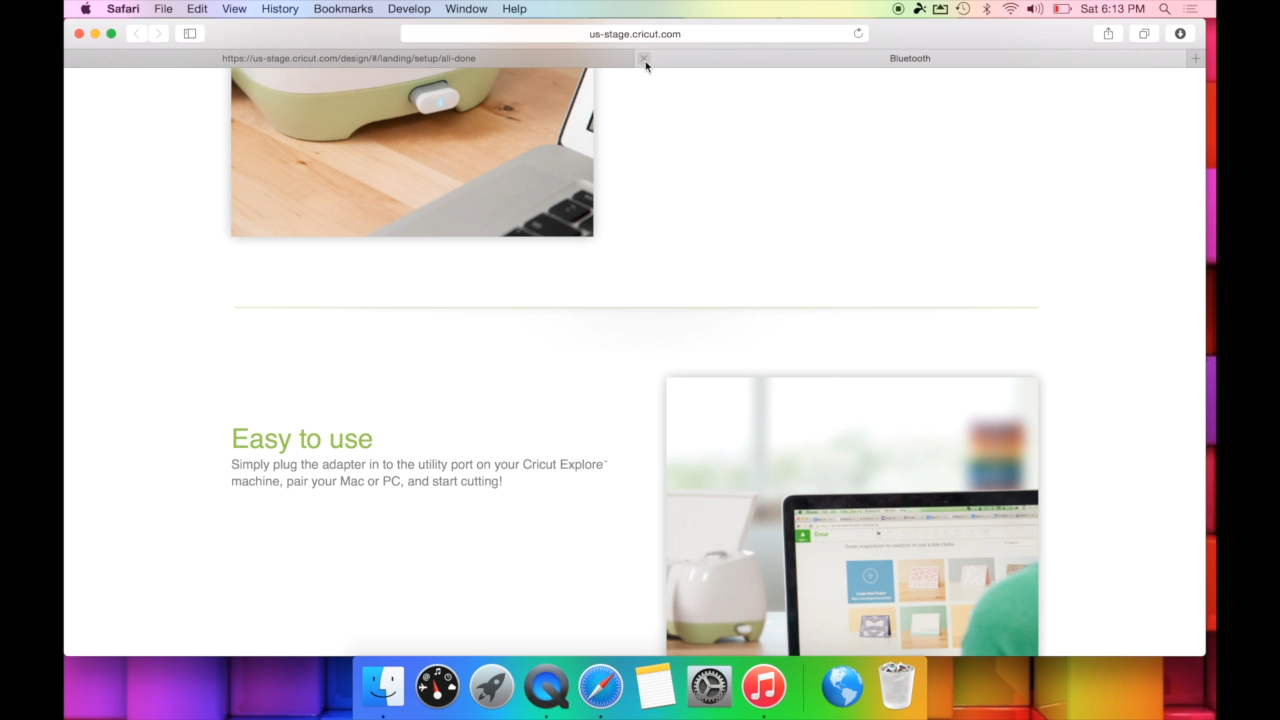 Safari File Edit View History Bookmarks Develop Window Help Sat 6:13 PM
us-stage.cricut.com
https://us-stage.cricut.com/design/#/landing/setup/all-done Bluetooth
Easy to use
Simply plug the adapter in to the utility port on your Cricut Explore™
machine, pair your Mac or PC, and start cutting!
Cricut